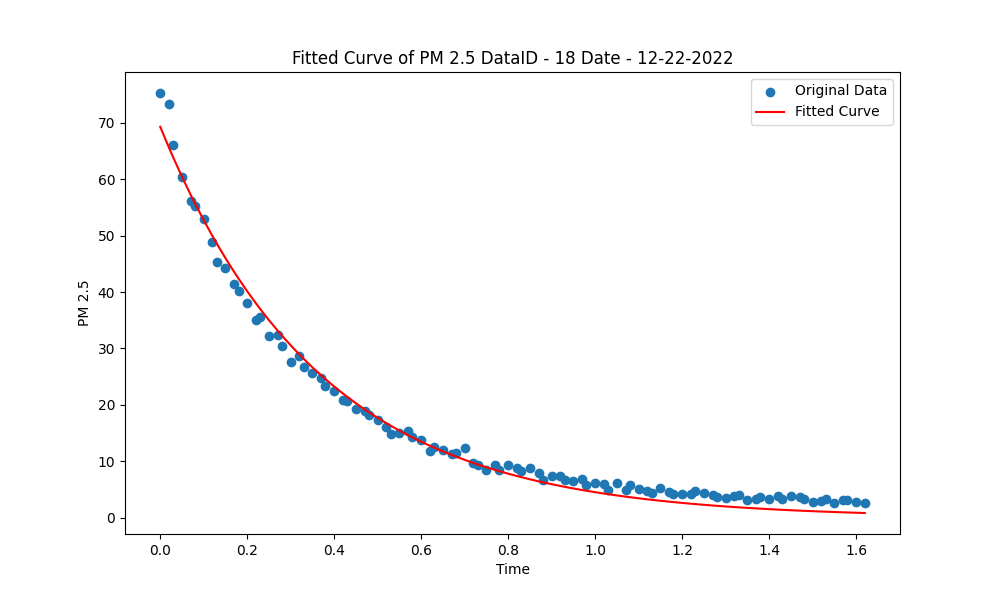 Fitted Curve of PM 2.5 DataID - 18 Date - 12-22-2022
Original Data
Fitted Curve
PM 2.5
70
60
50
40
30
20
10
0
0.0 0.2 0.4 0.6 0.8 1.0 1.2 1.4 1.6
Time